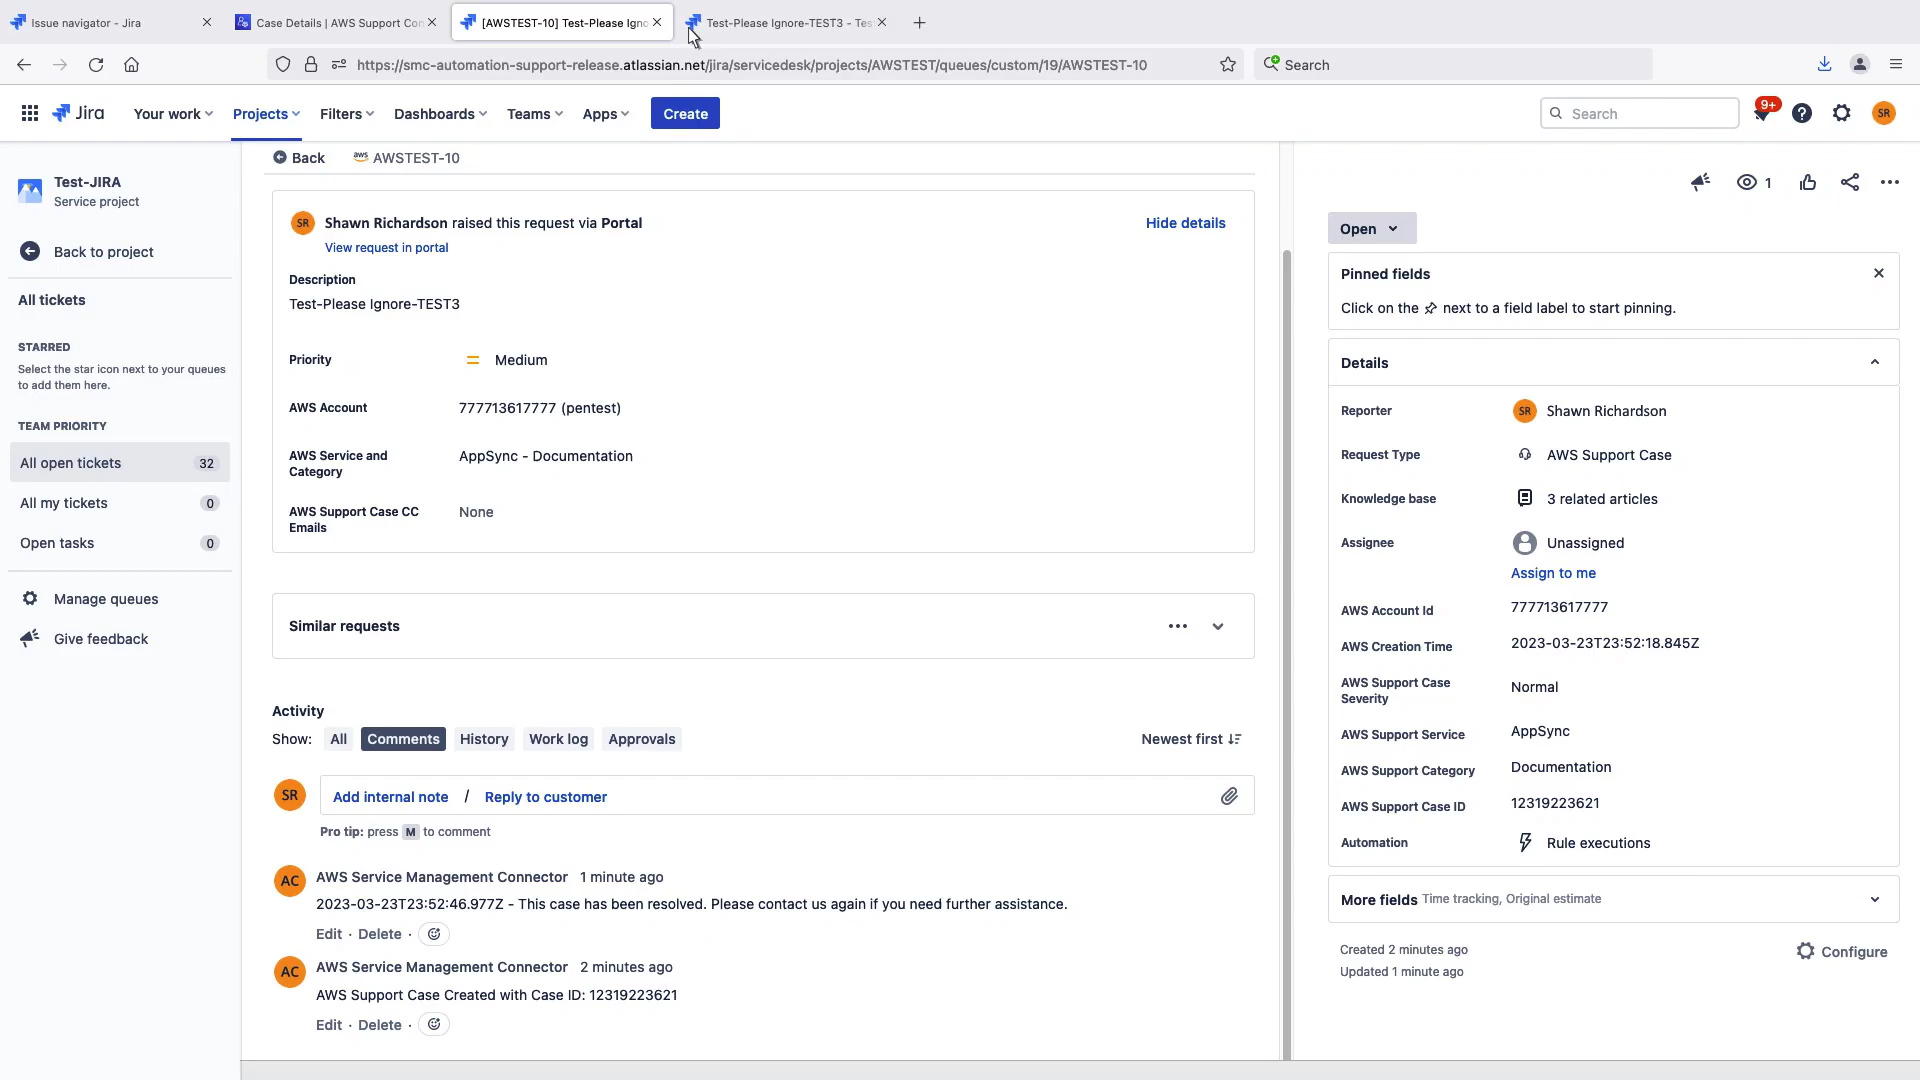 Issue navigator - Jira
Case Details | AWS Support Con
[AWSTEST-10] Test-Please Igno
Test-Please Ignore-TEST3 - Tes
https://smc-automation-support-release.atlassian.net/jira/servicedesk/projects/AWSTEST/queues/custom/19/AWSTEST-10
Search
Jira
Your work
Projects
Filters
Dashboards
Teams
Apps
Create
Search
9+
SR
Test-JIRA
Service project
Back to project
All tickets
STARRED
Select the star icon next to your queues
to add them here.
TEAM PRIORITY
All open tickets 32
All my tickets 0
Open tasks 0
Manage queues
Give feedback
Back
aws AWSTEST-10
SR Shawn Richardson raised this request via Portal
Hide details
View request in portal
Description
Test-Please Ignore-TEST3
Priority
Medium
AWS Account
777713617777 (pentest)
AWS Service and
Category
AppSync - Documentation
AWS Support Case CC
Emails
None
Similar requests
Activity
Show: All Comments History Work log Approvals
Newest first
SR
Add internal note / Reply to customer
Pro tip: press M to comment
AC AWS Service Management Connector 1 minute ago
2023-03-23T23:52:46.977Z - This case has been resolved. Please contact us again if you need further assistance.
Edit · Delete ·
AC AWS Service Management Connector 2 minutes ago
AWS Support Case Created with Case ID: 12319223621
Edit · Delete ·
1
Open
Pinned fields
Click on the next to a field label to start pinning.
Details
Reporter
SR Shawn Richardson
Request Type
AWS Support Case
Knowledge base
3 related articles
Assignee
Unassigned
Assign to me
AWS Account Id
777713617777
AWS Creation Time
2023-03-23T23:52:18.845Z
AWS Support Case
Severity
Normal
AWS Support Service
AppSync
AWS Support Category
Documentation
AWS Support Case ID
12319223621
Automation
Rule executions
More fields Time tracking, Original estimate
Created 2 minutes ago
Updated 1 minute ago
Configure